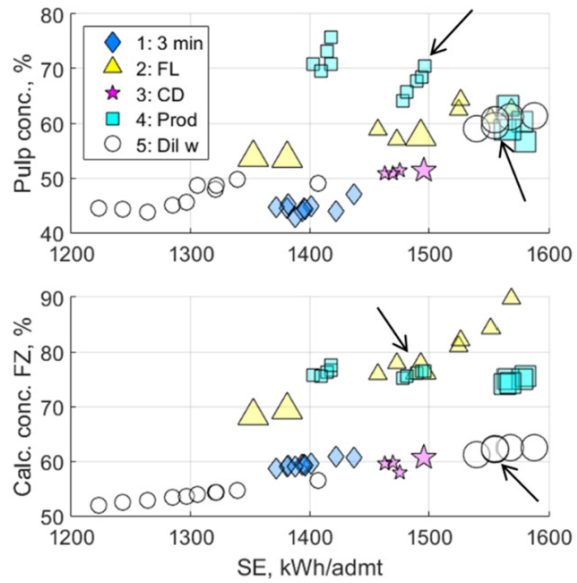 80
70
60
50
40
Pulp conc., %
1: 3 min
2: FL
3: CD
4: Prod
5: Dil w
1200 1300 1400 1500 1600
90
80
70
60
50
Calc. conc. FZ, %
1200 1300 1400 1500 1600
SE, kWh/admt